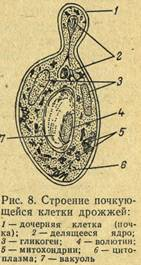 1
2
3
4
5
6
7
Рис. 8. Строение почкую-
щейся клетки дрожжей:
1 — дочерняя клетка (поч-
ка); 2 — делящееся ядро;
3 — гликоген; 4 — волютин;
5 — митохондрии; 6 — цито-
плазма; 7 — вакуоль